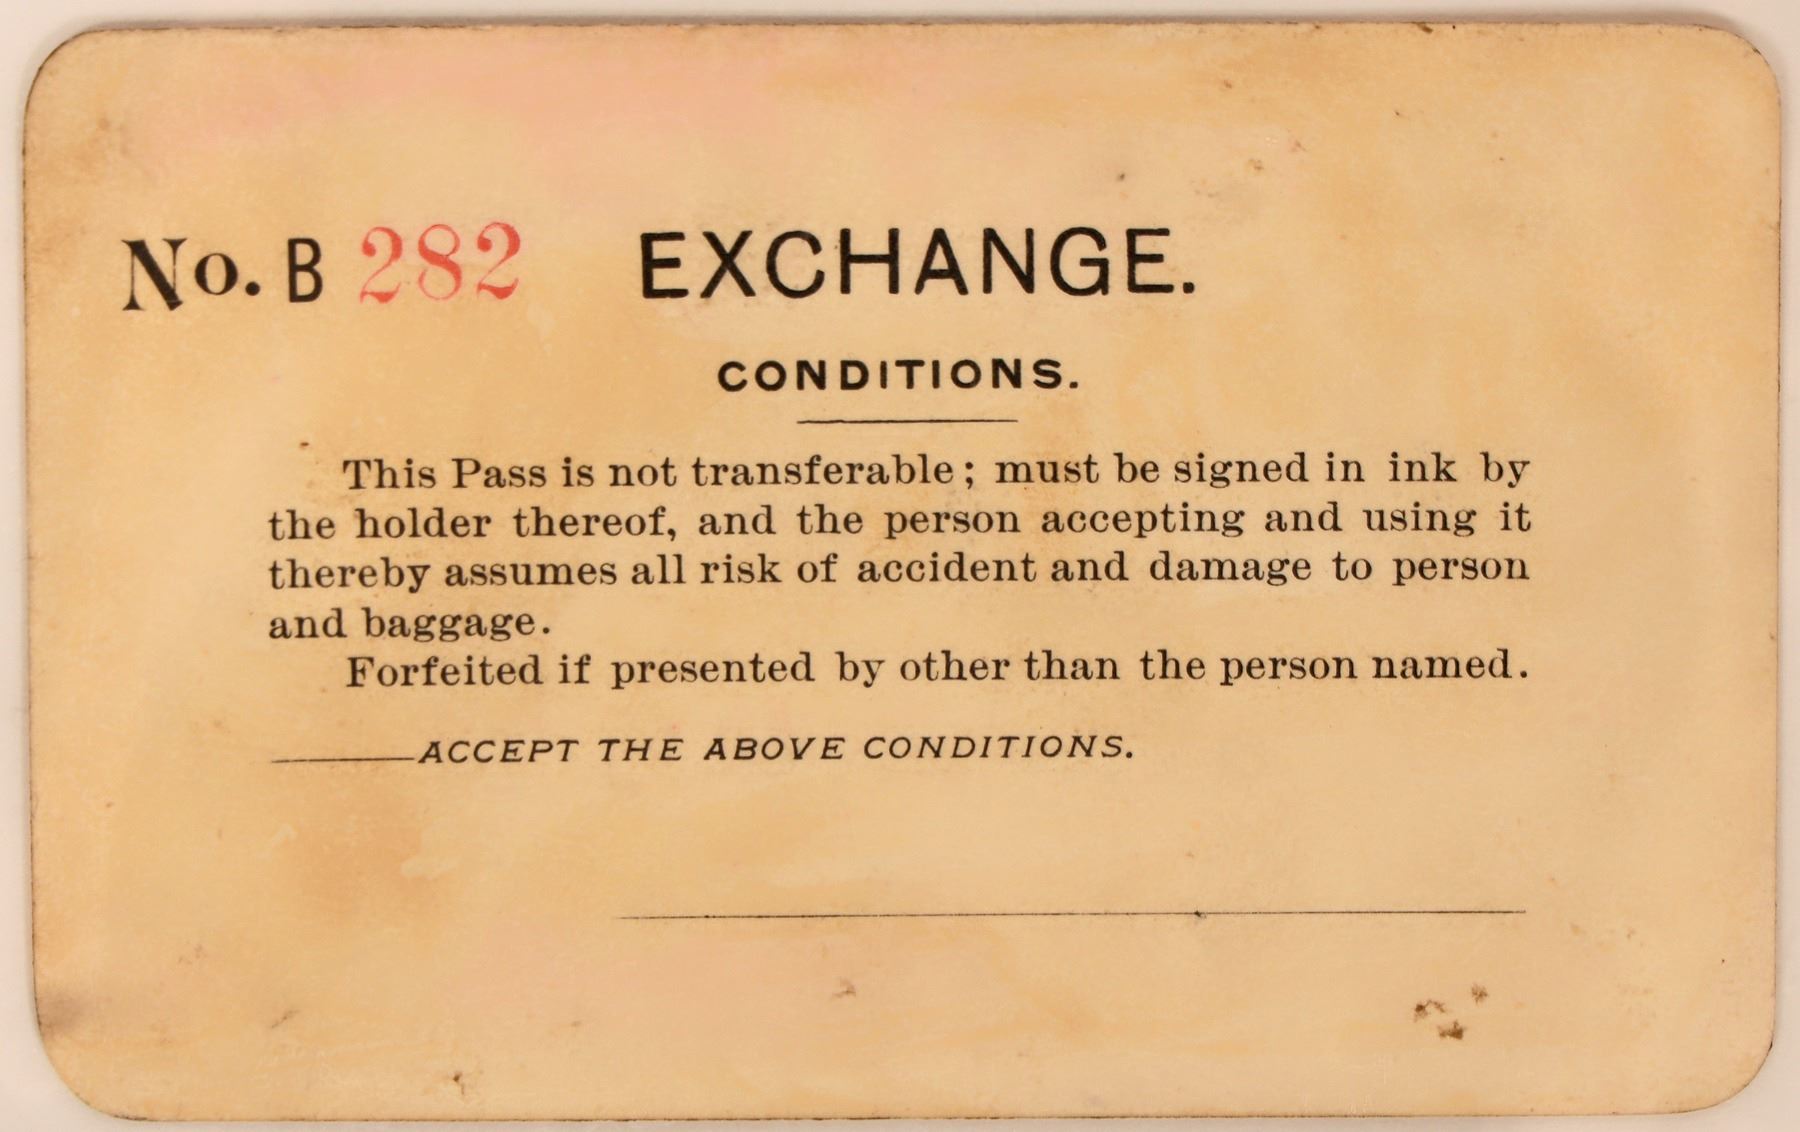 No. B 282 EXCHANGE.
CONDITIONS.
This Pass is not transferable; must be signed in ink by
the holder thereof, and the person accepting and using it
thereby assumes all risk of accident and damage to person
and baggage.
Forfeited if presented by other than the person named.
______ACCEPT THE ABOVE CONDITIONS.